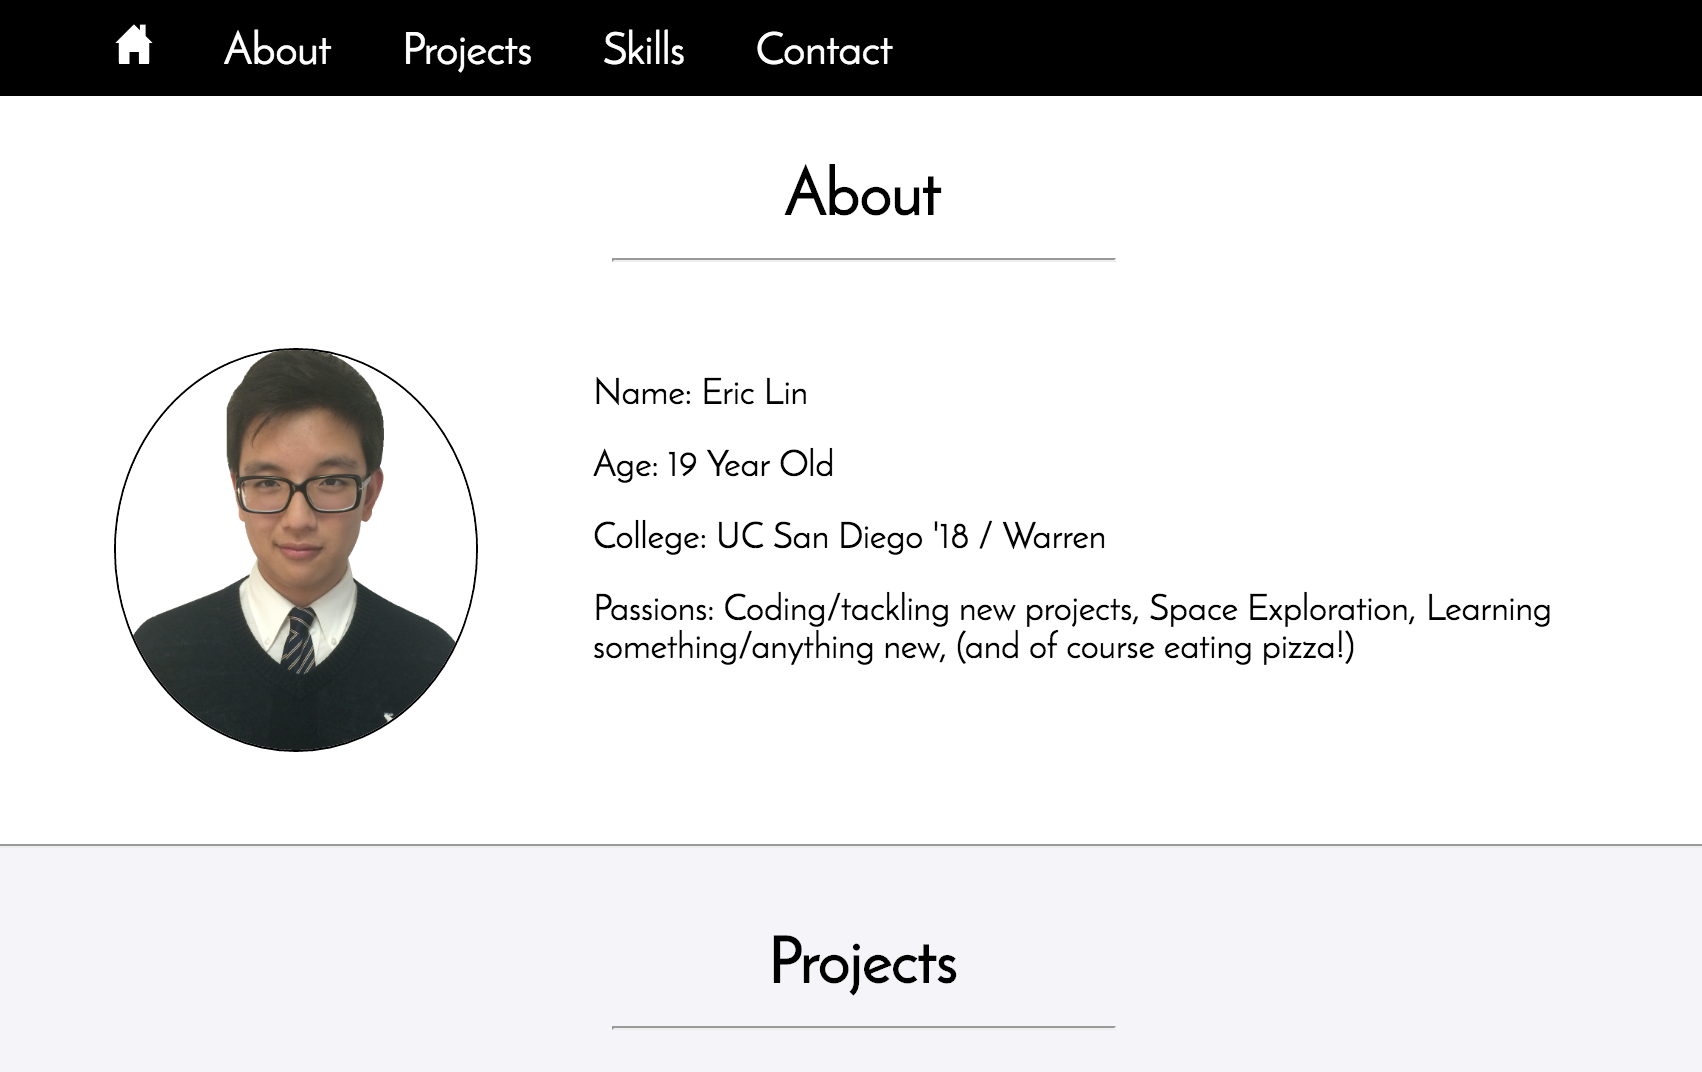 About Projects Skills Contact
About
Name: Eric Lin
Age: 19 Year Old
College: UC San Diego '18 / Warren
Passions: Coding/tackling new projects, Space Exploration, Learning
something/anything new, (and of course eating pizza!)
Projects